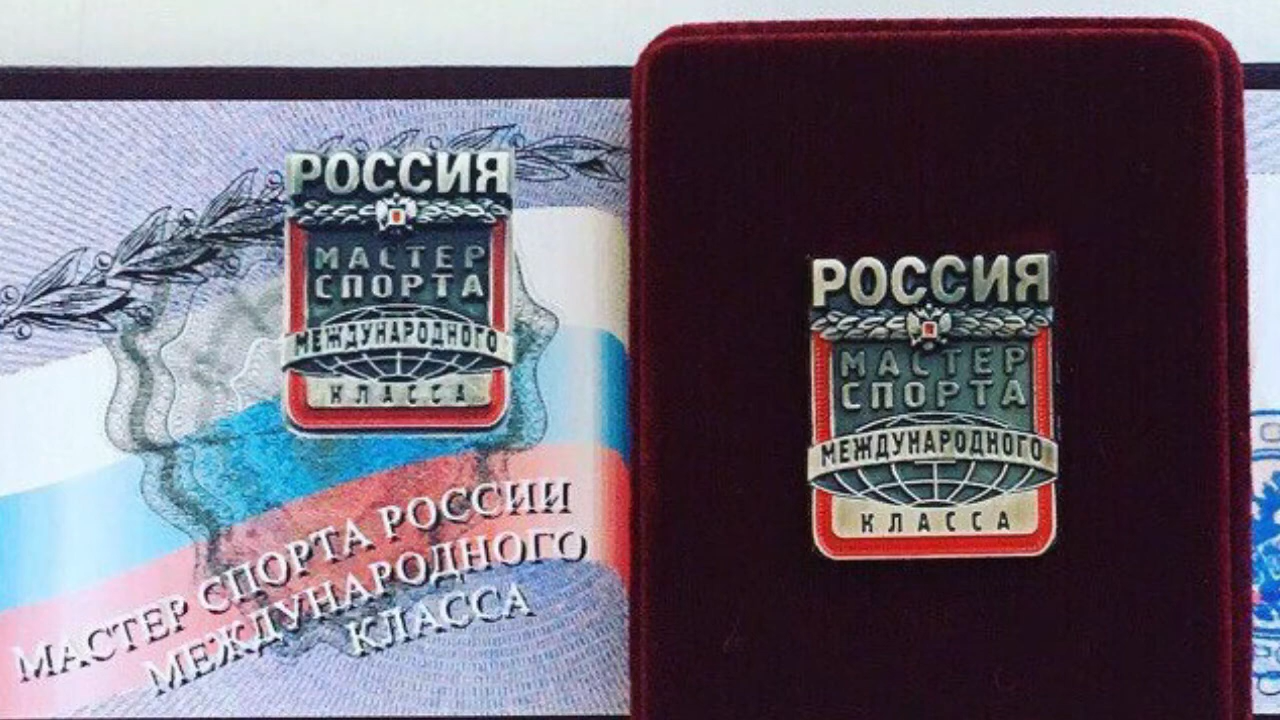 РОССИЯ
МАСТЕР
СПОРТА
МЕЖДУНАРОДНОГО
КЛАССА
МАСТЕР СПОРТА РОССИИ
МЕЖДУНАРОДНОГО
КЛАССА
РОССИЯ
МАСТЕР
СПОРТА
МЕЖДУНАРОДНОГО
КЛАССА